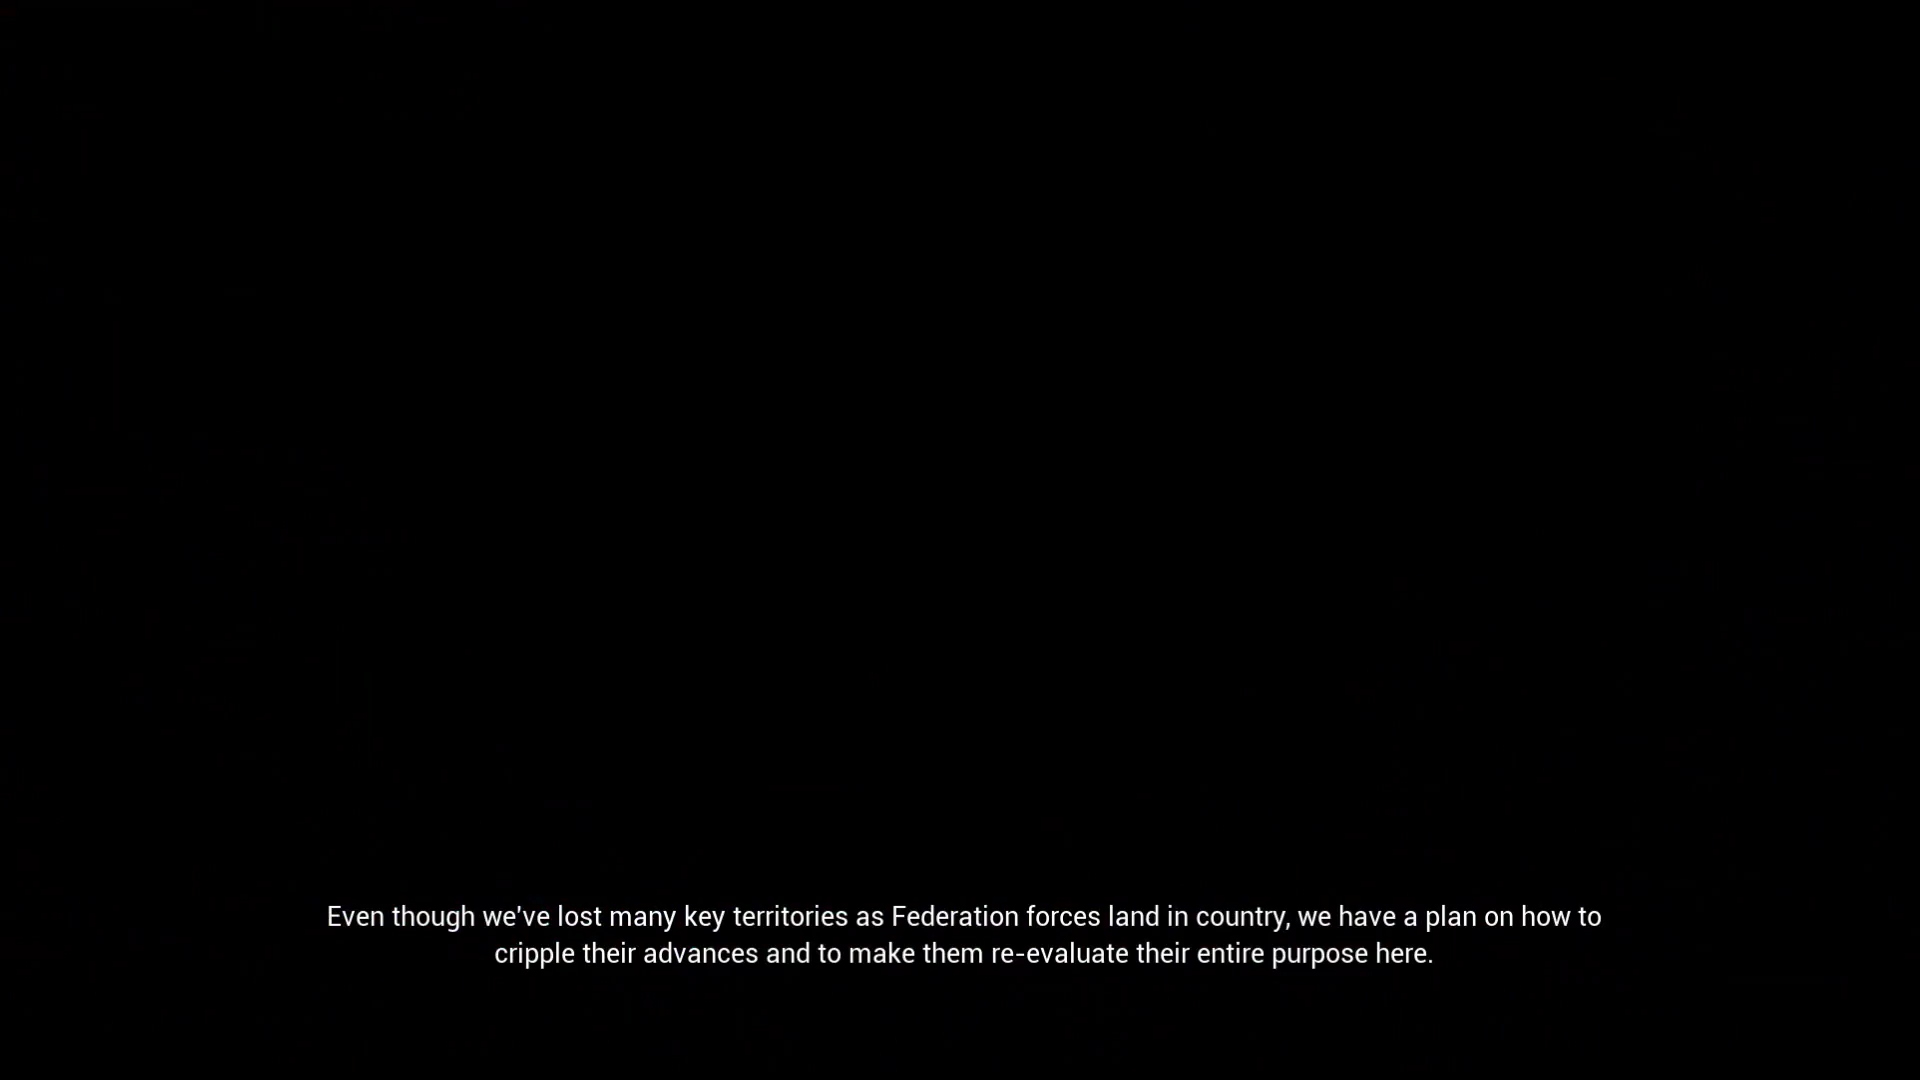 Even though we've lost many key territories as Federation forces land in country, we have a plan on how to
cripple their advances and to make them re-evaluate their entire purpose here.